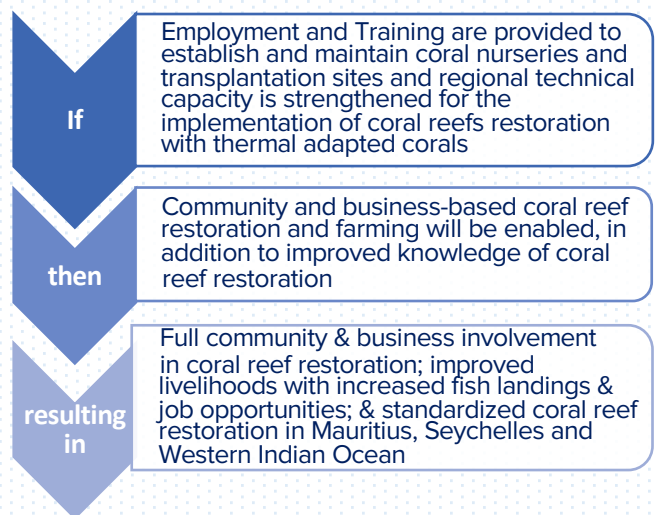 If
Employment and Training are provided to
establish and maintain coral nurseries and
transplantation sites and regional technical
capacity is strengthened for the
implementation of coral reefs restoration
with thermal adapted corals
then
Community and business-based coral reef
restoration and farming will be enabled, in
addition to improved knowledge of coral
reef restoration
resulting
in
Full community & business involvement
in coral reef restoration; improved
livelihoods with increased fish landings &
job opportunities; & standardized coral reef
restoration in Mauritius, Seychelles and
Western Indian Ocean